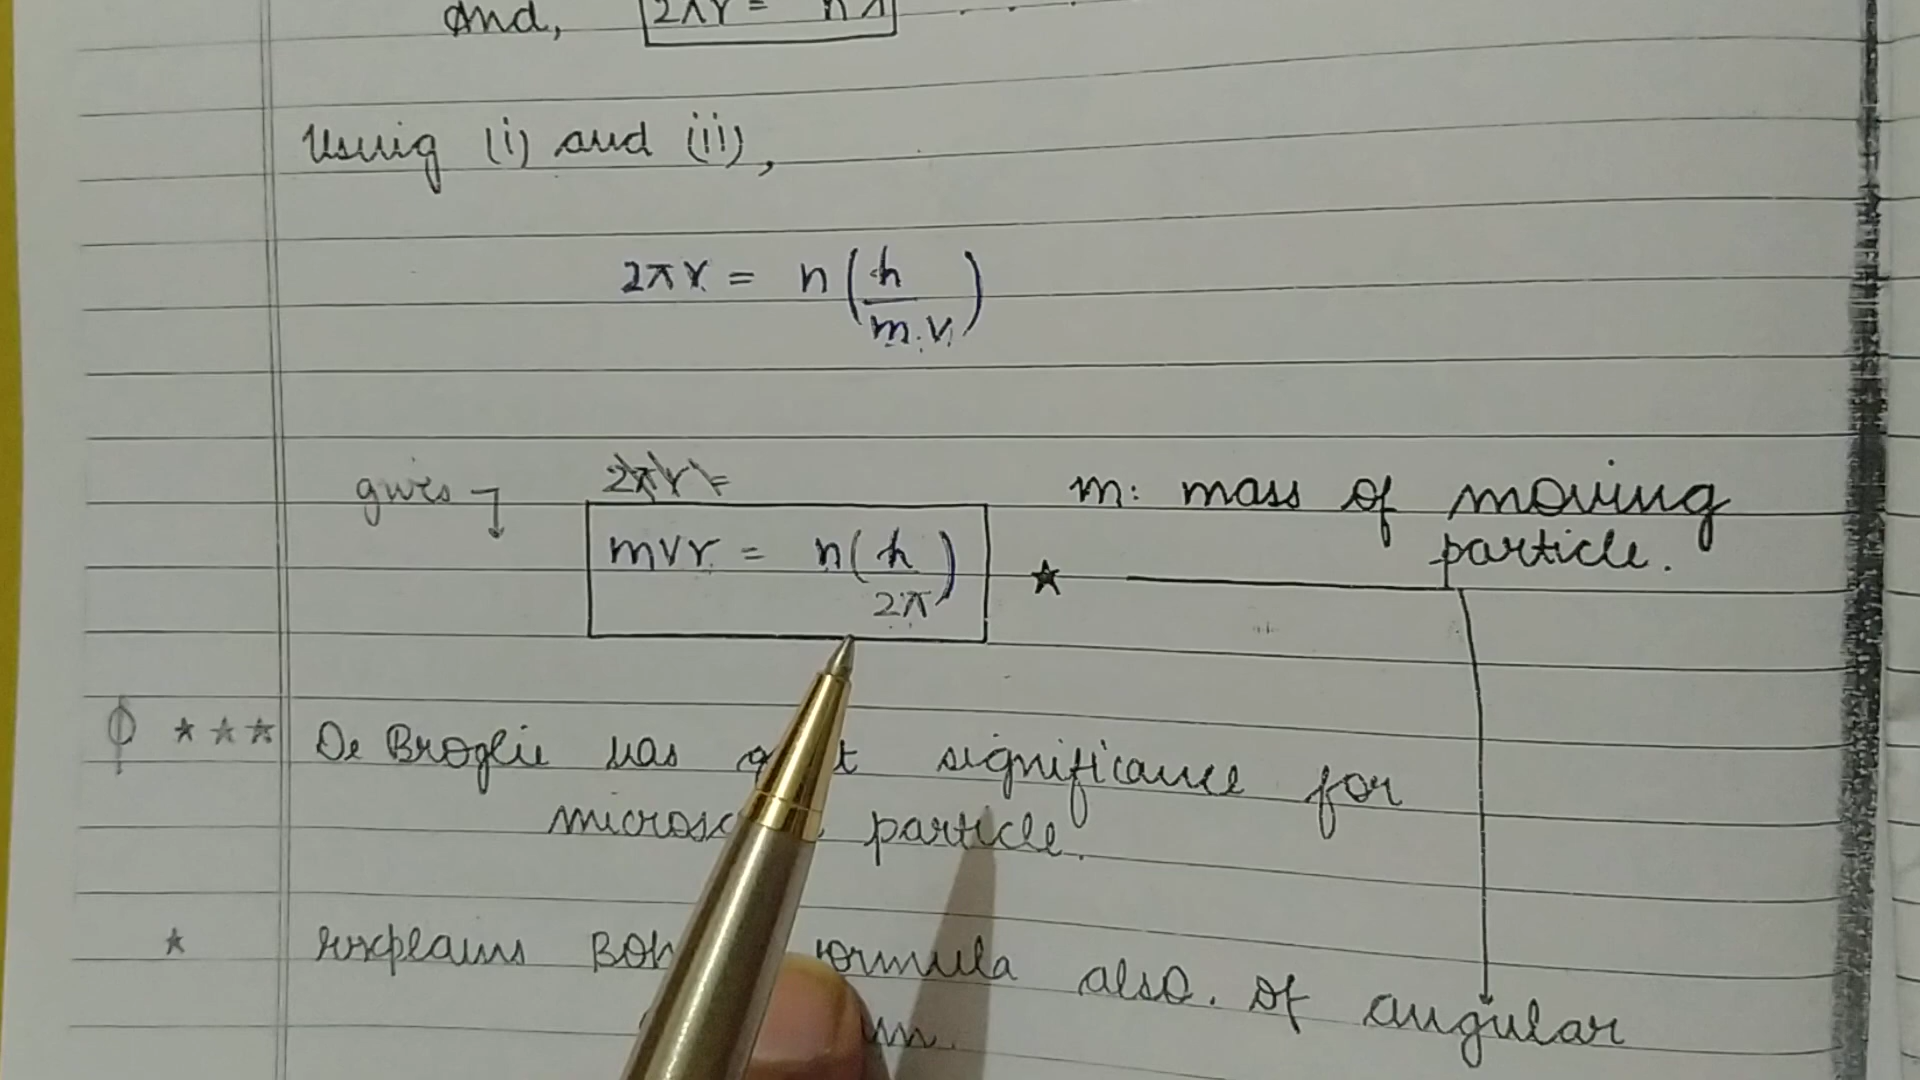 And, 2πr = nλ
Using (i) and (ii),
2πr = n(h/m.v)
gives 2πr =
mvr = n(h/2π) ★ m: mass of moving
particle.
★★★ De Broglie has significance for
particle.
★ explains also. of angular